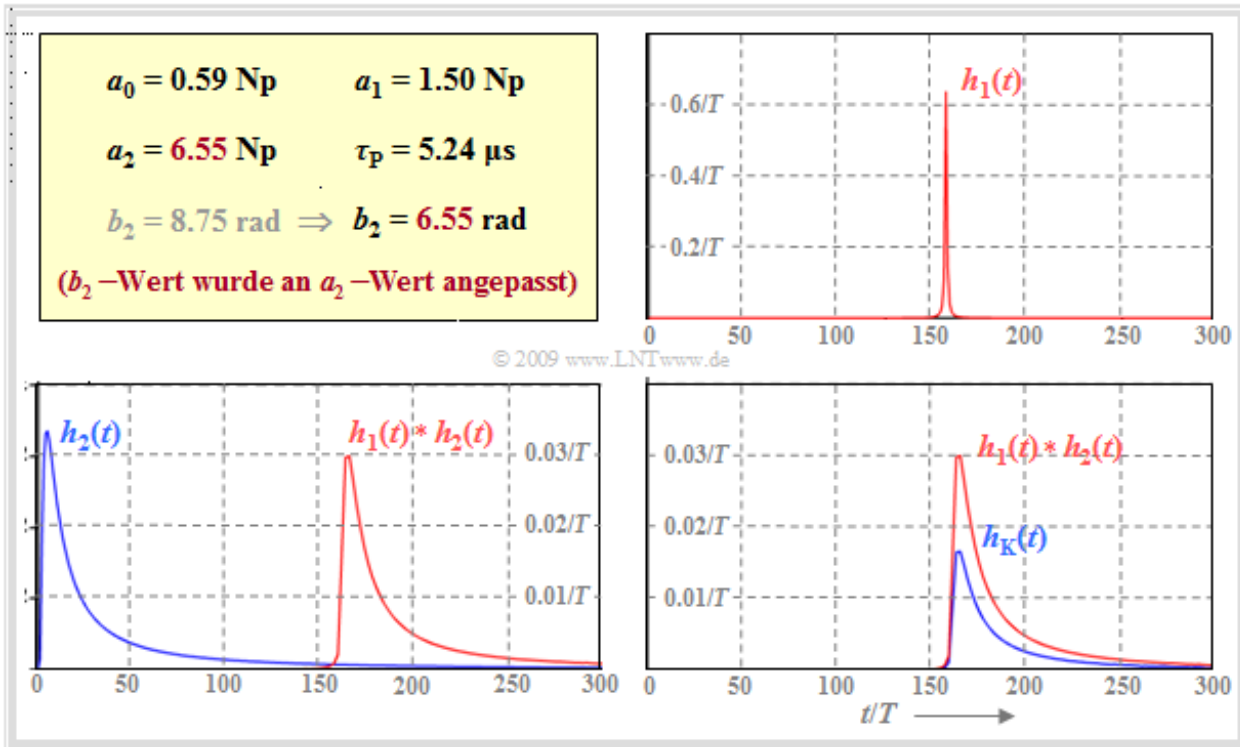 a₀ = 0.59 Np a₁ = 1.50 Np
a₂ = 6.55 Np τP = 5.24 μs
b₂ = 8.75 rad ⇒ b₂ = 6.55 rad
(b₂ –Wert wurde an a₂ –Wert angepasst)
h₁(t)
0.6/T
0.4/T
0.2/T
0 50 100 150 200 250 300
© 2009 www.LNTwww.de
h₂(t) h₁(t) * h₂(t)
0.03/T
0.02/T
0.01/T
0 50 100 150 200 250 300
h₁(t) * h₂(t)
0.03/T
0.02/T
hK(t)
0.01/T
0 50 100 150 200 250 300
t/T